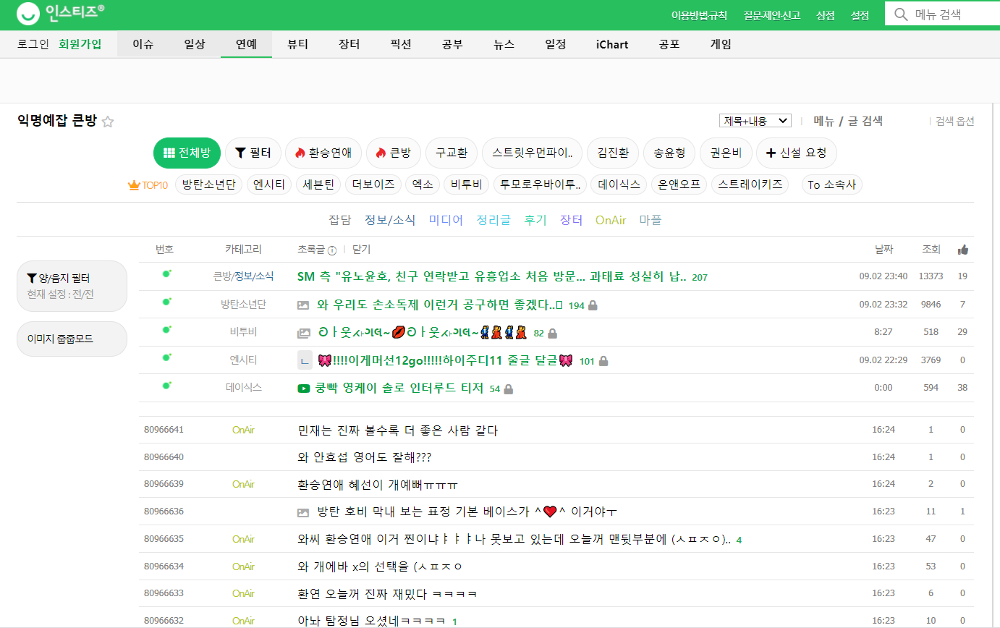 인스티즈® 이용방법·규칙 질문·제안·신고 상점 설정 메뉴 검색
로그인 회원가입 이슈 일상 연예 뷰티 장터 픽션 공부 뉴스 일정 iChart 공포 게임
익명예잡 큰방 제목+내용 메뉴 / 글 검색 검색 옵션
전체방 필터 환승연애 큰방 구교환 스트릿우먼파이.. 김진환 송윤형 권은비 신설 요청
TOP10 방탄소년단 엔시티 세븐틴 더보이즈 엑소 비투비 투모로우바이투.. 데이식스 온앤오프 스트레이키즈 To 소속사
잡담 정보/소식 미디어 정리글 후기 장터 OnAir 마플
번호 카테고리 초록글 닫기 날짜 조회
양/음지 필터
현재 설정 : 전/전
이미지 줍줍모드
큰방/정보/소식 SM 측 "유노윤호, 친구 연락받고 유흥업소 처음 방문... 과태료 성실히 납.. 207 09.02 23:40 13373 19
방탄소년단 와 우리도 손소독제 이런거 공구하면 좋겠다.. 194 09.02 23:32 9846 7
비투비 82 8:27 518 29
엔시티 ㄴ 🎀!!!!이게머선12go!!!!!하이주디11 줄글 달글🎀 101 09.02 22:29 3769 0
데이식스 쿵빡 영케이 솔로 인터루드 티저 54 0:00 594 38
80966641 OnAir 민재는 진짜 볼수록 더 좋은 사람 같다 16:24 1 0
80966640 와 안효섭 영어도 잘해??? 16:24 1 0
80966639 OnAir 환승연애 혜선이 개예뻐ㅠㅠㅠ 16:24 2 0
80966636 방탄 호비 막내 보는 표정 기본 베이스가 ^❤^ 이거야ㅜ 16:23 11 1
80966635 OnAir 와씨 환승연애 이거 찐이냐ㅑㅑㅑ나 못보고 있는데 오늘꺼 맨뒷부분에 (ㅅㅍㅈㅇ).. 4 16:23 47 0
80966634 OnAir 와 개에바 x의 선택을 (ㅅㅍㅈㅇ 16:23 53 0
80966633 OnAir 환연 오늘꺼 진짜 재밌다 ㅋㅋㅋㅋ 16:23 6 0
80966632 OnAir 아놔 탐정님 오셨네ㅋㅋㅋㅋ 1 16:23 10 0